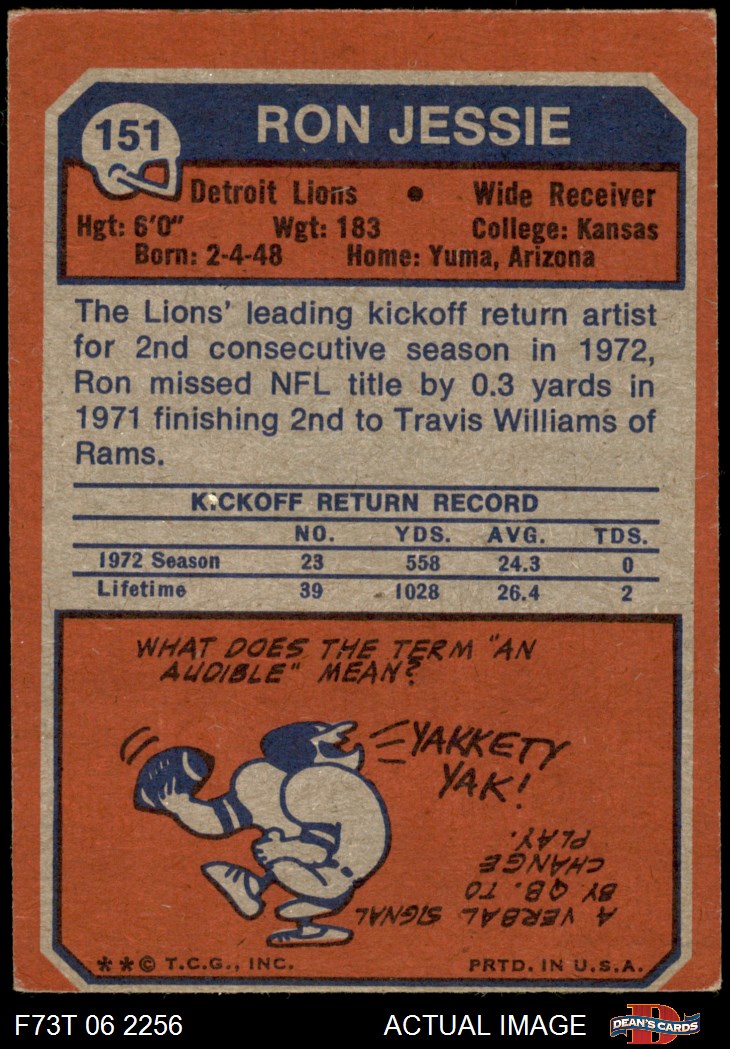 151
RON JESSIE
Detroit Lions • Wide Receiver
Hgt: 6'0" Wgt: 183 College: Kansas
Born: 2-4-48 Home: Yuma, Arizona
The Lions' leading kickoff return artist
for 2nd consecutive season in 1972,
Ron missed NFL title by 0.3 yards in
1971 finishing 2nd to Travis Williams of
Rams.
KICKOFF RETURN RECORD
NO. YDS. AVG. TDS.
1972 Season 23 558 24.3 0
Lifetime 39 1028 26.4 2
WHAT DOES THE TERM "AN
AUDIBLE" MEAN?
YAKKETY
YAK!
A VERBAL SIGNAL
BY QB. TO
CHANGE
PLAY.
**© T.C.G., INC. PRTD. IN U.S.A.
F73T 06 2256 ACTUAL IMAGE
D
DEAN'S CARDS